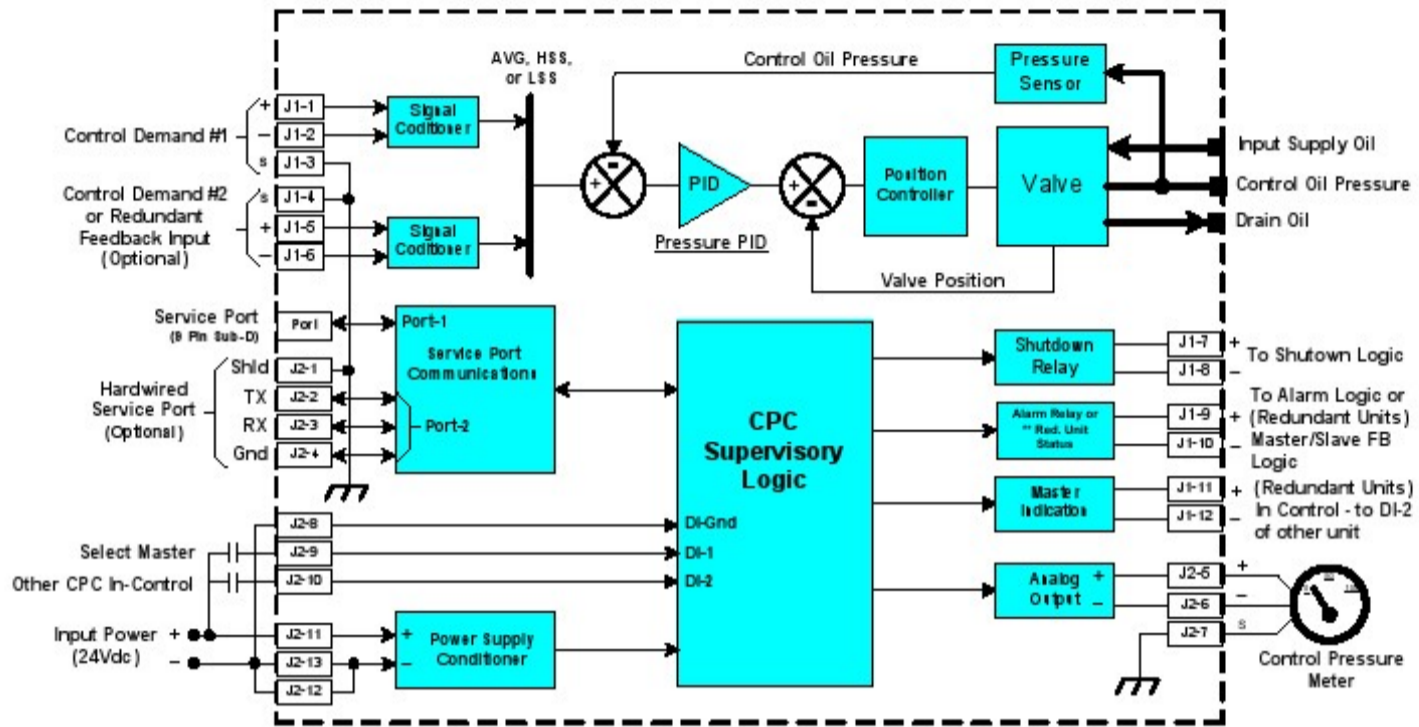 AVG, HSS,
or LSS
Control Oil Pressure
Pressure
Sensor
Control Demand #1
+
J1-1
−
J1-2
s
J1-3
Signal
Coditioner
Control Demand #2
or Redundant
Feedback Input
(Optional)
s
J1-4
+
J1-5
−
J1-6
Signal
Coditioner
+
-
PID
Pressure PID
-
Position
Controller
Valve
Valve Position
Input Supply Oil
Control Oil Pressure
Drain Oil
Service Port
(9 Pin Sub-D)
Port
Port-1
Service Port
Communications
Port-2
Hardwired
Service Port
(Optional)
Shld
J2-1
TX
J2-2
RX
J2-3
Gnd
J2-4
CPC
Supervisory
Logic
DI-Gnd
DI-1
DI-2
J2-8
Select Master
J2-9
Other CPC In-Control
J2-10
Input Power
(24Vdc)
+
−
J2-11
J2-13
J2-12
+
−
Power Supply
Conditioner
Shutdown
Relay
J1-7
+
J1-8
−
To Shutown Logic
Alarm Relay or
** Red. Unit
Status
J1-9
+
J1-10
−
To Alarm Logic or
(Redundant Units)
Master/Slave FB
Logic
Master
Indication
J1-11
+
J1-12
−
(Redundant Units)
In Control - to DI-2
of other unit
Analog
Output
+
−
J2-5
+
J2-6
−
J2-7
s
Control Pressure
Meter